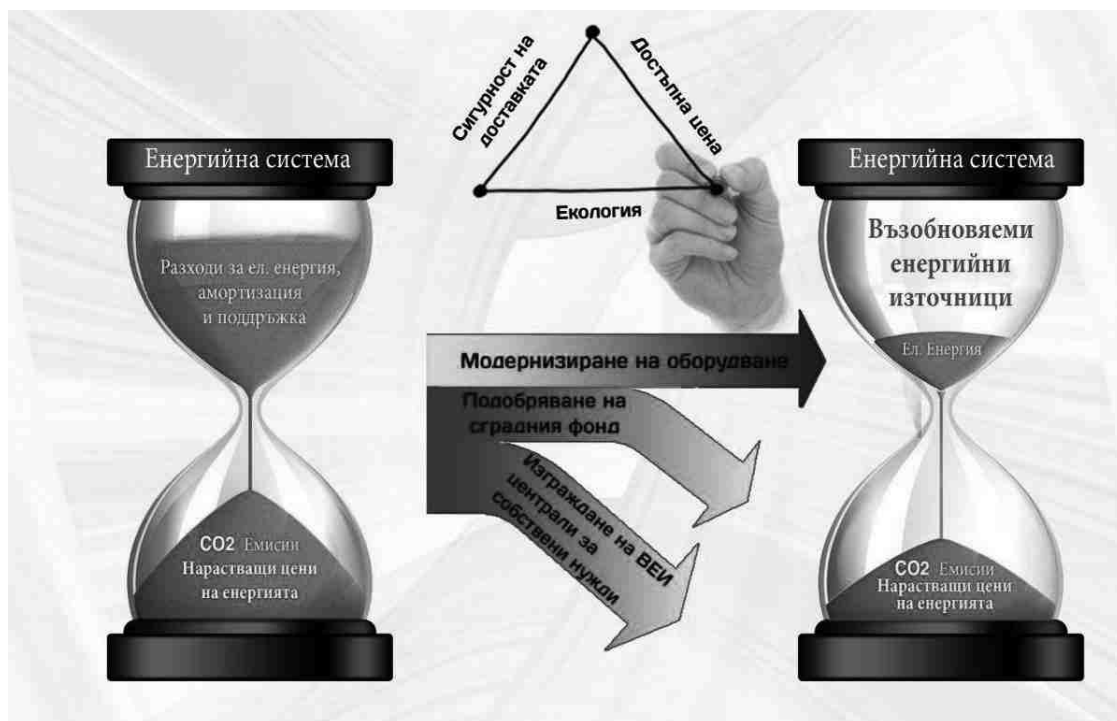 Сигурност на
доставката
Достъпна цена
Екология
Енергийна система
Разходи за ел. енергия,
амортизация
и поддръжка
CO2 Емисии
Нарастващи цени
на енергията
Модернизиране на оборудване
Подобряване на
сградния фонд
Изграждане на ВЕИ
централи за
собствени нужди
Енергийна система
Възобновяеми
енергийни
източници
Ел. Енергия
CO2 Емисии
Нарастващи цени
на енергията